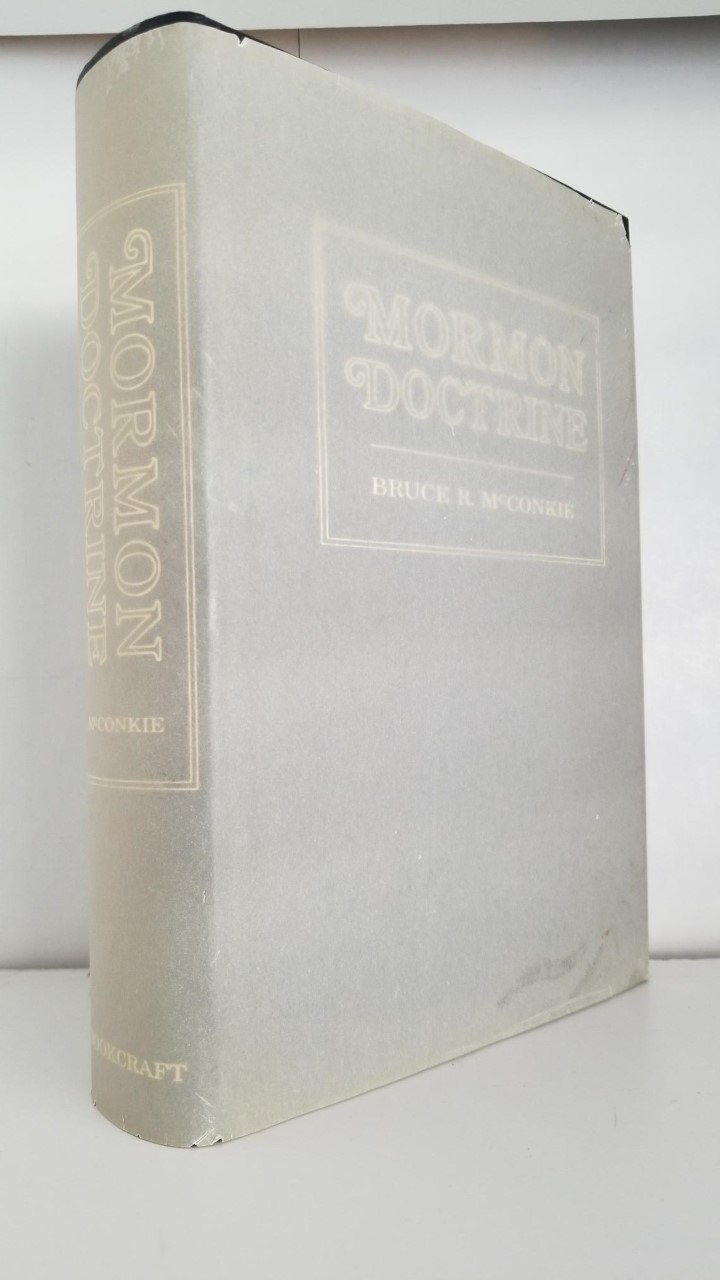 MORMON
DOCTRINE
McCONKIE
BOOKCRAFT
MORMON
DOCTRINE
BRUCE R. McCONKIE